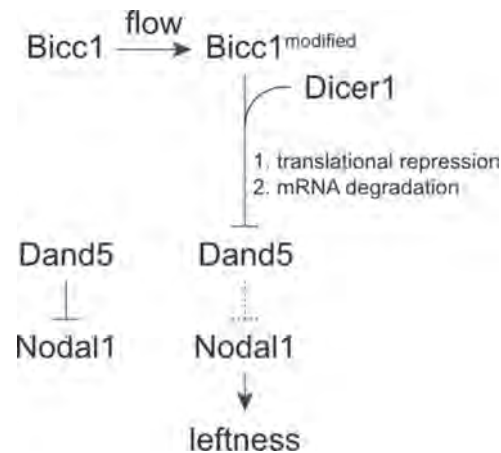 flow
Bicc1 Bicc1modified
Dicer1
1. translational repression
2. mRNA degradation
Dand5 Dand5
Nodal1 Nodal1
leftness